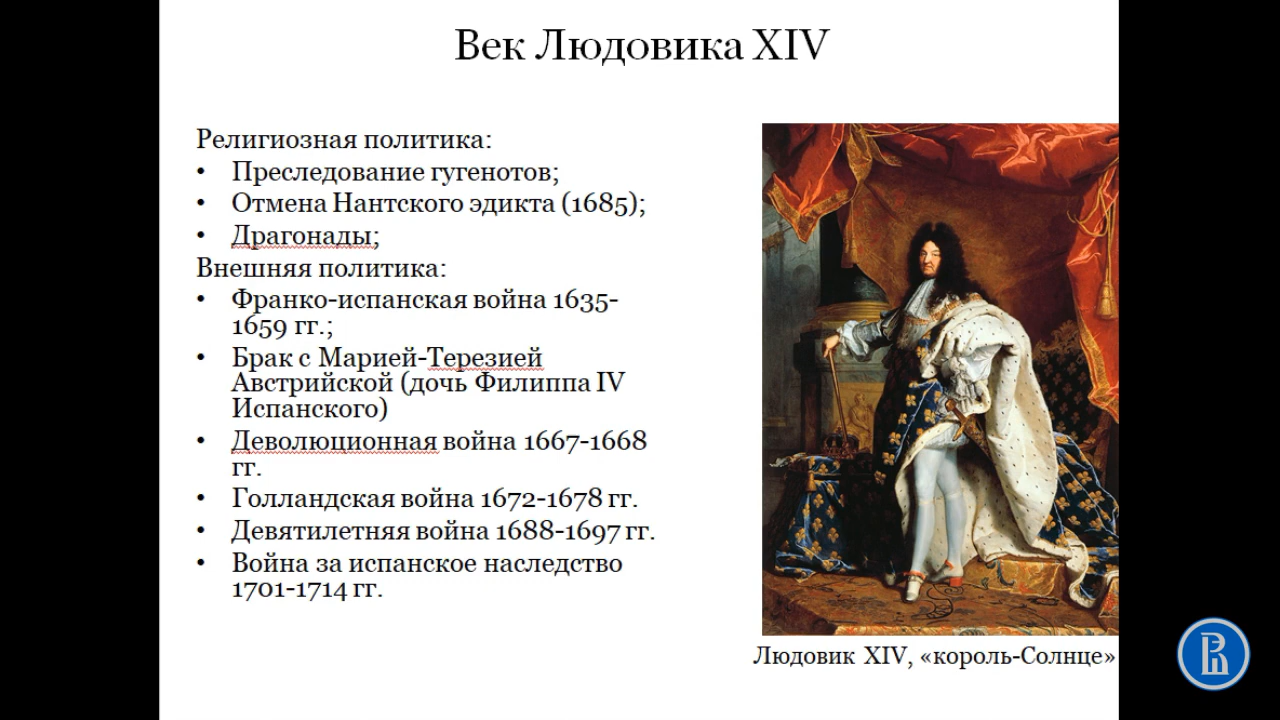 Век Людовика XIV
Религиозная политика:
• Преследование гугенотов;
• Отмена Нантского эдикта (1685);
• Драгонады;
Внешняя политика:
• Франко-испанская война 1635-
1659 гг.;
• Брак с Марией-Терезией
Австрийской (дочь Филиппа IV
Испанского)
• Деволюционная война 1667-1668
гг.
• Голландская война 1672-1678 гг.
• Девятилетняя война 1688-1697 гг.
• Война за испанское наследство
1701-1714 гг.
Людовик XIV, «король-Солнце»